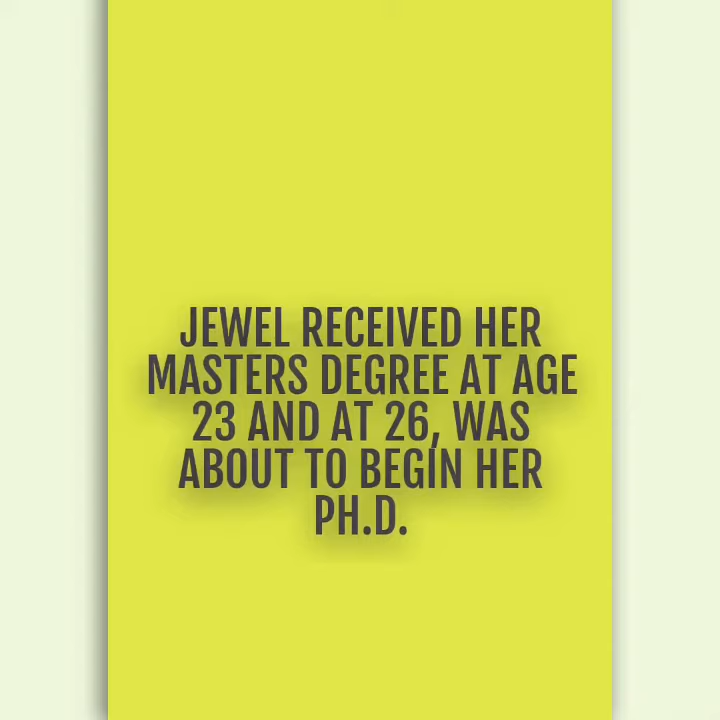 JEWEL RECEIVED HER
MASTERS DEGREE AT AGE
23 AND AT 26, WAS
ABOUT TO BEGIN HER
PH.D.